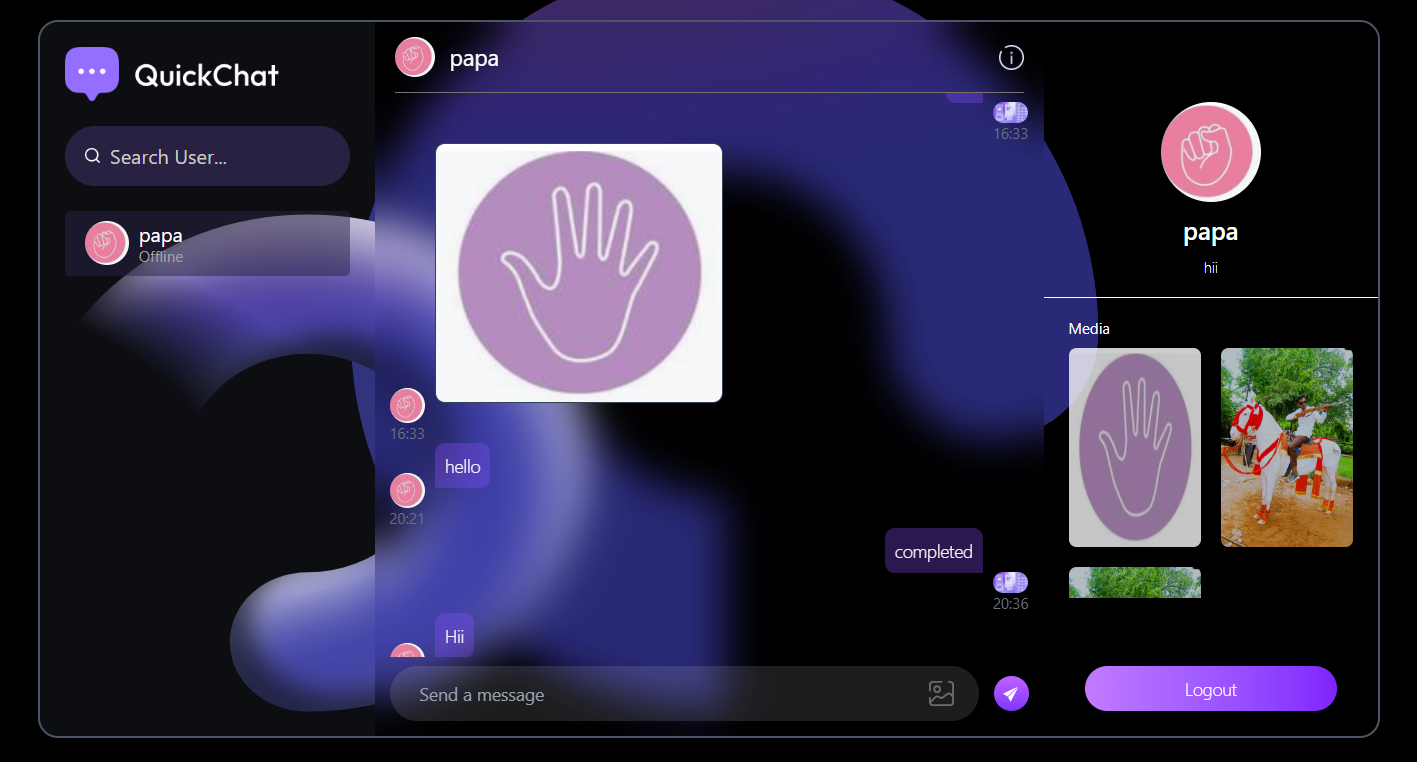 QuickChat
Search User...
papa
Offline
papa
16:33
16:33
hello
20:21
completed
20:36
Hii
Send a message
papa
hii
Media
Logout